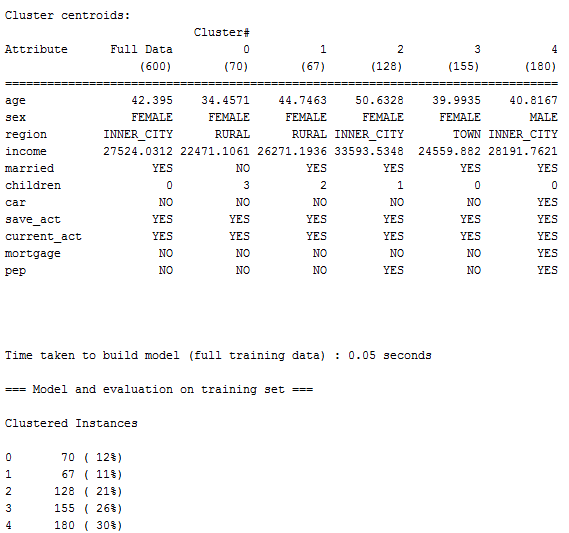 Cluster centroids:
                           Cluster#
Attribute      Full Data          0          1          2          3          4
                   (600)       (70)       (67)      (128)      (155)      (180)
================================================================================
age               42.395    34.4571    44.7463    50.6328    39.9935    40.8167
sex               FEMALE     FEMALE     FEMALE     FEMALE     FEMALE       MALE
region        INNER_CITY      RURAL      RURAL INNER_CITY       TOWN INNER_CITY
income        27524.0312 22471.1061 26271.1936 33593.5348  24559.882 28191.7621
married              YES         NO        YES        YES        YES        YES
children               0          3          2          1          0          0
car                   NO         NO         NO         NO         NO        YES
save_act             YES        YES        YES        YES        YES        YES
current_act          YES        YES        YES        YES        YES        YES
mortgage              NO         NO         NO         NO         NO        YES
pep                   NO         NO         NO        YES         NO        YES
Time taken to build model (full training data) : 0.05 seconds
=== Model and evaluation on training set ===
Clustered Instances
0       70 ( 12%)
1       67 ( 11%)
2      128 ( 21%)
3      155 ( 26%)
4      180 ( 30%)